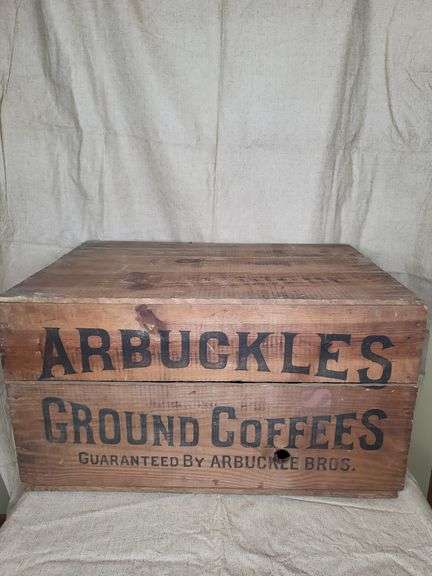 ARBUCKLES
GROUND COFFEES
GUARANTEED BY ARBUCKLE BROS.